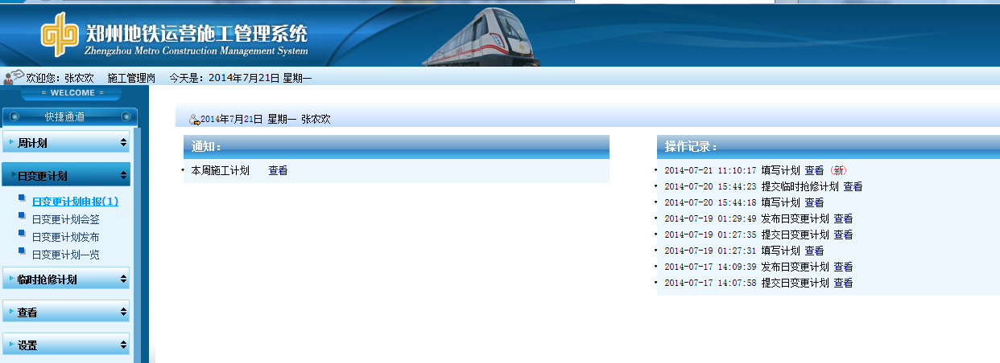 郑州地铁运营施工管理系统
Zhengzhou Metro Construction Management System
欢迎您：张农欢 施工管理岗 今天是：2014年7月21日 星期一
= WELCOME =
快捷通道
周计划
日变更计划
日变更计划申报(1)
日变更计划会签
日变更计划发布
日变更计划一览
临时抢修计划
查看
设置
2014年7月21日 星期一 张农欢
通知：
本周施工计划 查看
操作记录：
2014-07-21 11:10:17 填写计划 查看 (新)
2014-07-20 15:44:23 提交临时抢修计划 查看
2014-07-20 15:44:18 填写计划 查看
2014-07-19 01:29:49 发布日变更计划 查看
2014-07-19 01:27:35 提交日变更计划 查看
2014-07-19 01:27:31 填写计划 查看
2014-07-17 14:09:39 发布日变更计划 查看
2014-07-17 14:07:58 提交日变更计划 查看